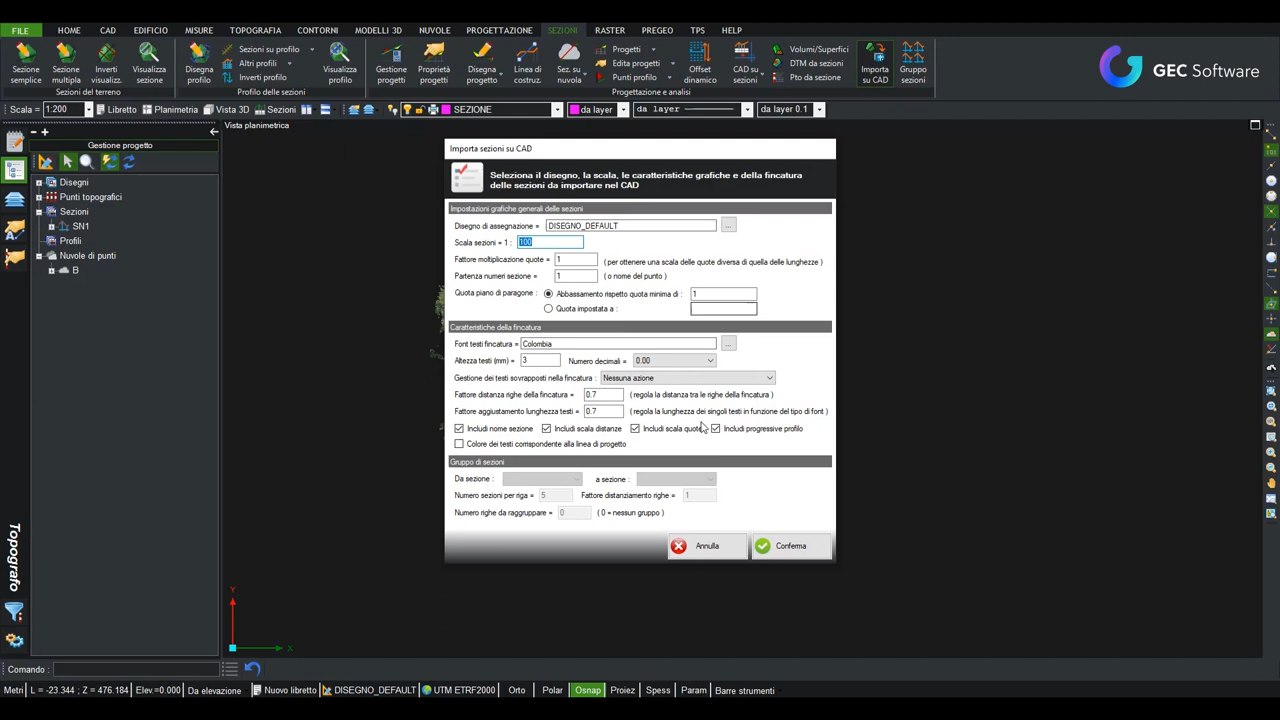 FILE HOME CAD EDIFICIO MISURE TOPOGRAFIA CONTORNI MODELLI 3D NUVOLE PROGETTAZIONE SEZIONI RASTER PREGEO TPS HELP
Sezione semplice
Sezione multipla
Inverti visualiz.
Visualizza sezione
Sezioni del terreno
Disegna profilo
Sezioni su profilo
Altri profili
Inverti profilo
Visualizza profilo
Profilo delle sezioni
Gestione progetti
Proprietà progetti
Disegna progetto
Linea di costruz.
Sez. su nuvola
Progetti
Edita progetti
Punti profilo
Offset dinamico
CAD su sezioni
Volumi/Superfici
DTM da sezioni
Pto da sezione
Progettazione e analisi
Importa su CAD
Gruppo sezioni
GEC Software
Scala = 1:200 Libretto Planimetria Vista 3D Sezioni SEZIONE da layer da layer da layer 0.1
Vista planimetrica
Gestione progetto
Disegni
Punti topografici
Sezioni
SN1
Profili
Nuvole di punti
B
Topografo
Importa sezioni su CAD
Seleziona il disegno, la scala, le caratteristiche grafiche e della fincatura
delle sezioni da importare nel CAD
Impostazioni grafiche generali delle sezioni
Disegno di assegnazione = DISEGNO_DEFAULT ...
Scala sezioni = 1 : 100
Fattore moltiplicazione quote = 1 ( per ottenere una scala delle quote diversa di quella delle lunghezze )
Partenza numeri sezione = 1 ( o nome del punto )
Quota piano di paragone : Abbassamento rispetto quota minima di : 1
Quota impostata a :
Caratteristiche della fincatura
Font testi fincatura = Colombia ...
Altezza testi (mm) = 3 Numero decimali = 0.00
Gestione dei testi sovrapposti nella fincatura : Nessuna azione
Fattore distanza righe della fincatura = 0.7 ( regola la distanza tra le righe della fincatura )
Fattore aggiustamento lunghezza testi = 0.7 ( regola la lunghezza dei singoli testi in funzione del tipo di font )
Includi nome sezione Includi scala distanze Includi scala quote Includi progressive profilo
Colore dei testi corrispondente alla linea di progetto
Gruppo di sezioni
Da sezione : a sezione :
Numero sezioni per riga = 5 Fattore distanziamento righe = 1
Numero righe da raggruppare = 0 ( 0 = nessun gruppo )
Annulla Conferma
Y
X
Comando :
Metri L = -23.344 ; Z = 476.184 Elev.=0.000 Da elevazione Nuovo libretto DISEGNO_DEFAULT UTM ETRF2000 Orto Polar Osnap Proiez Spess Param Barre strumenti